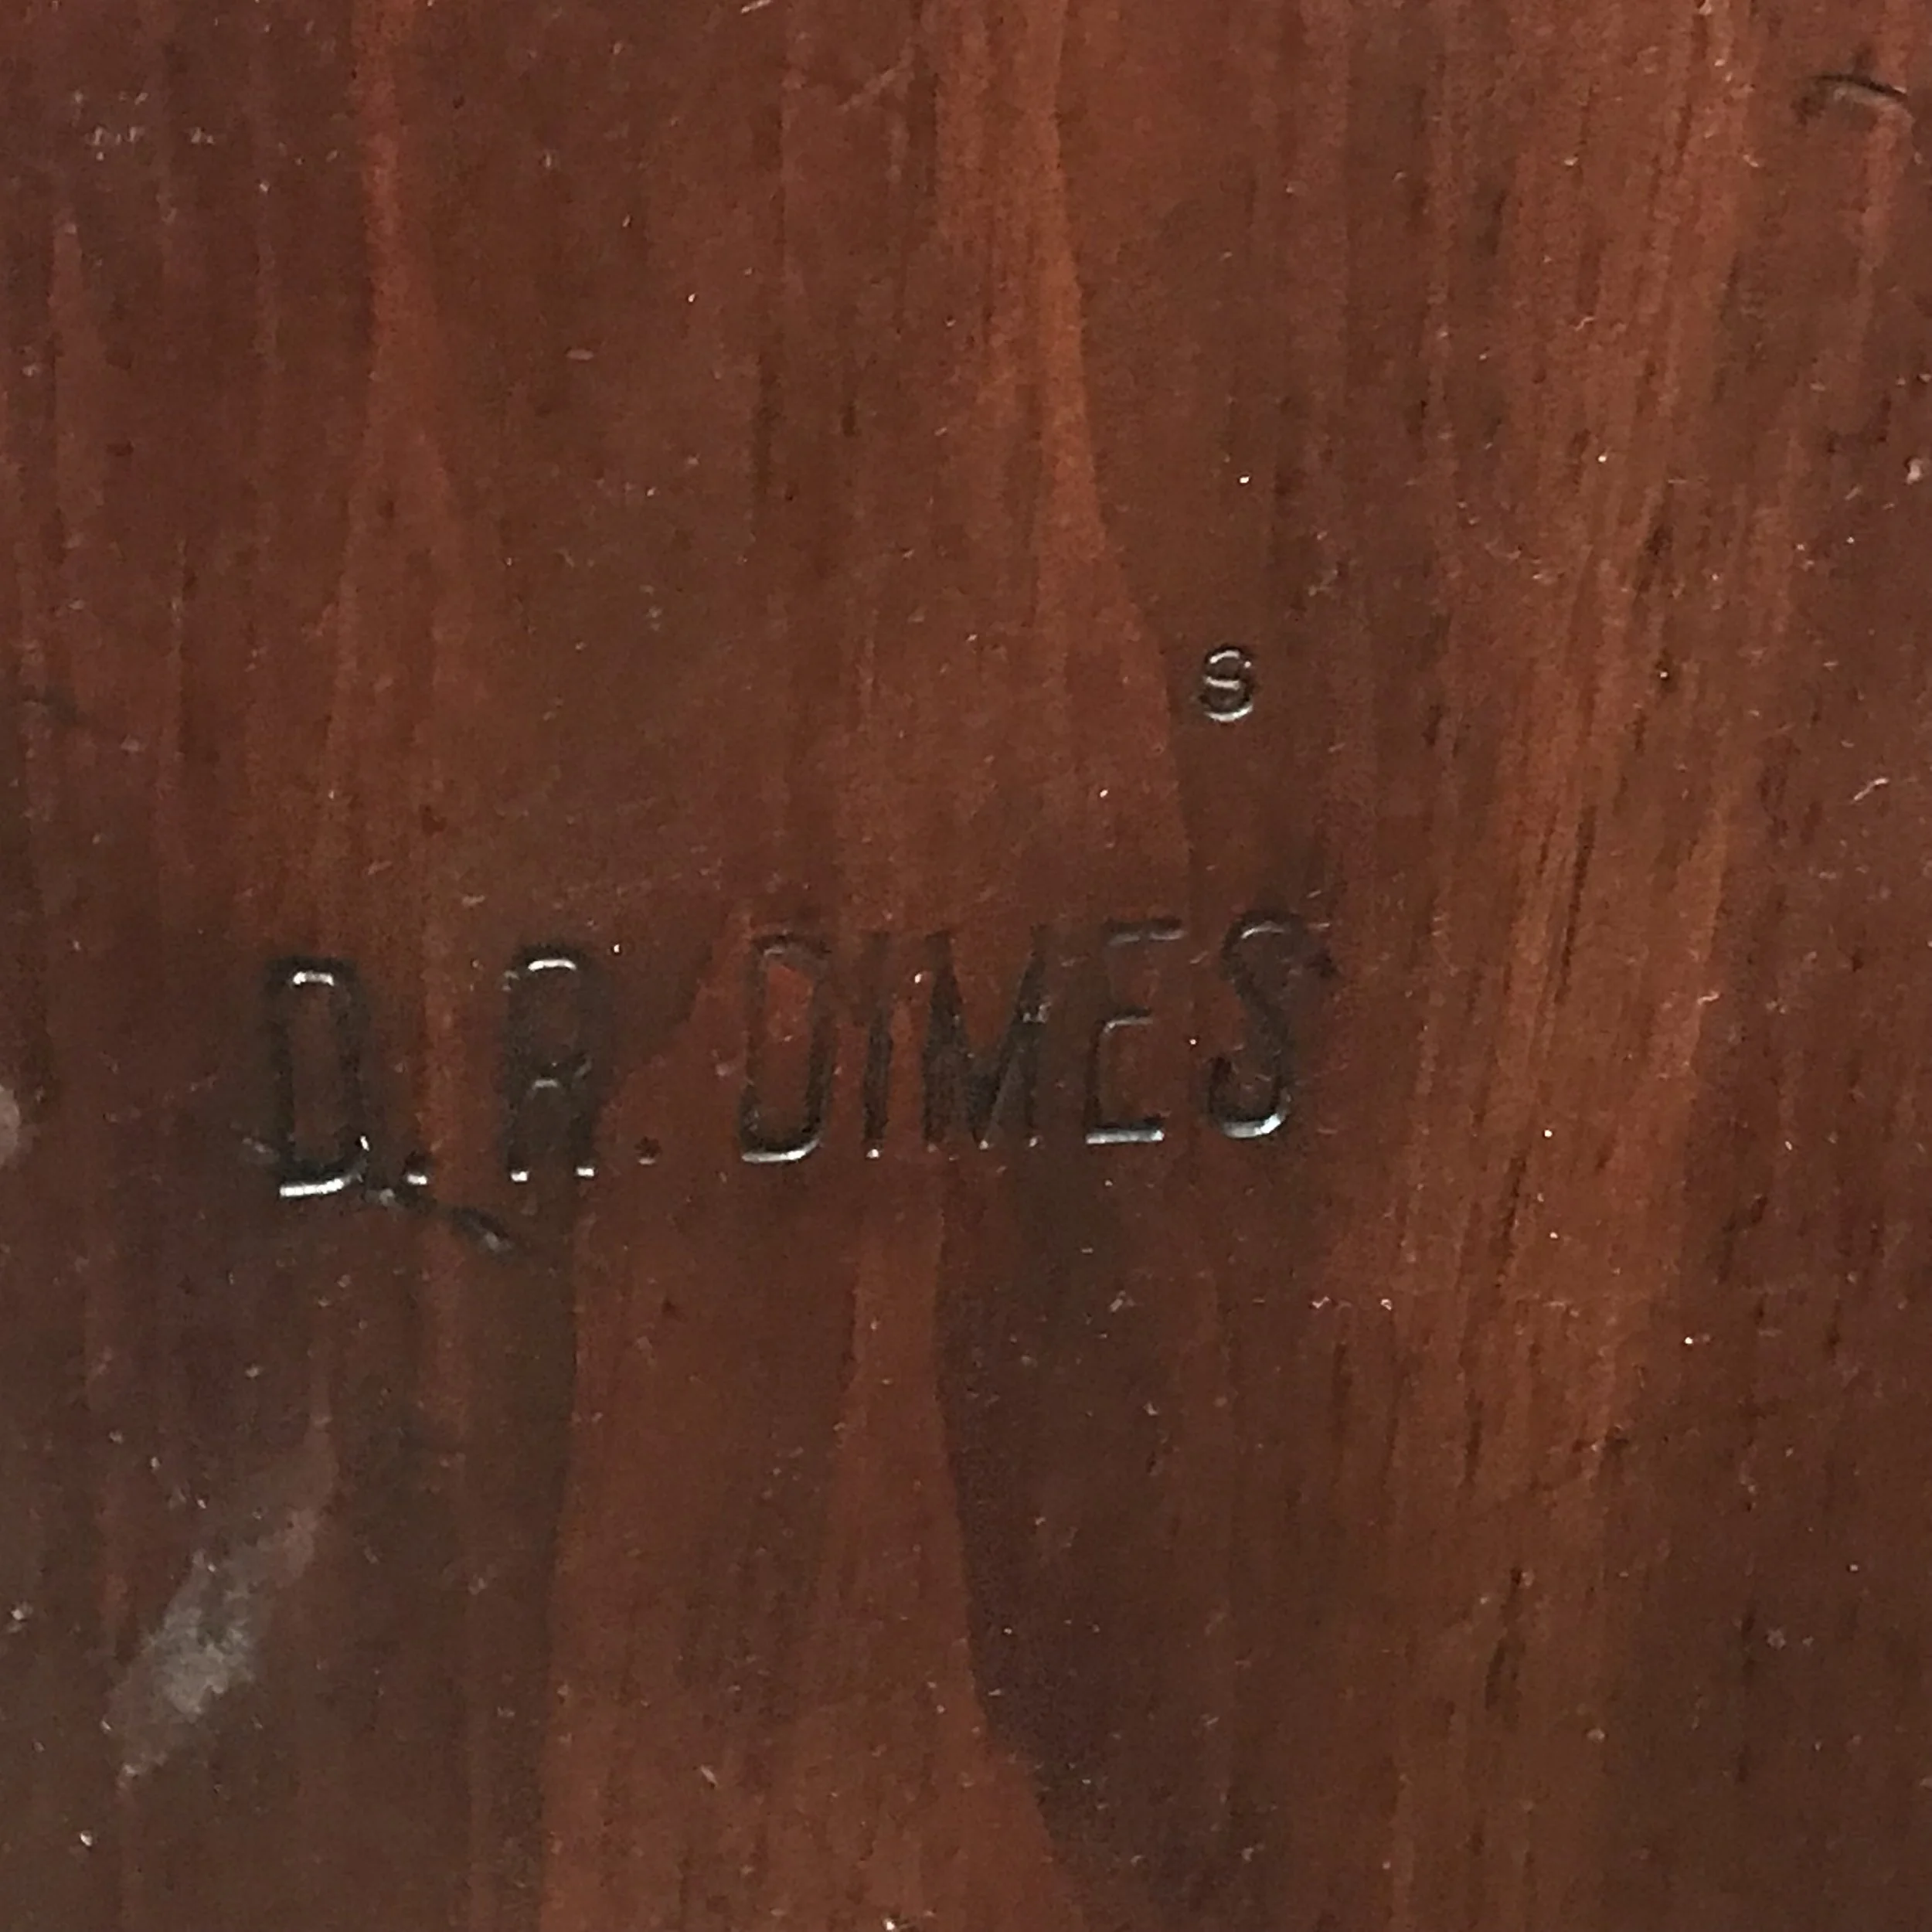 S
D. R. DIMES